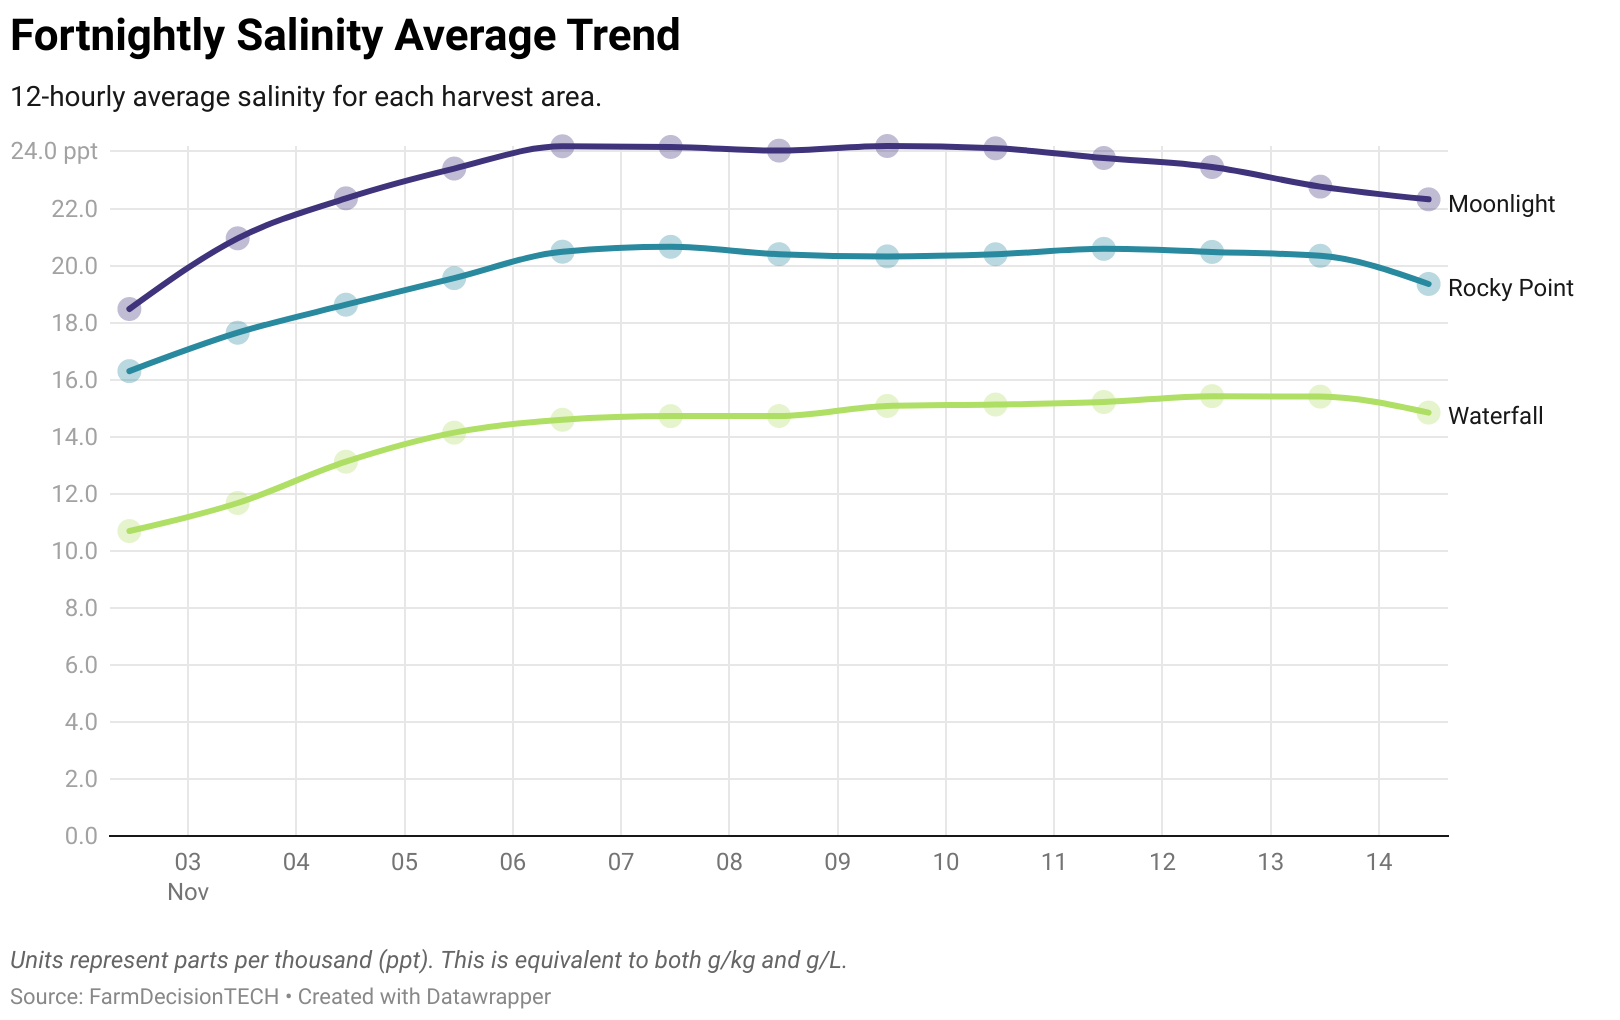 Fortnightly Salinity Average Trend
12-hourly average salinity for each harvest area.
24.0 ppt
22.0
20.0
18.0
16.0
14.0
12.0
10.0
8.0
6.0
4.0
2.0
0.0
Moonlight
Rocky Point
Waterfall
03 04 05 06 07 08 09 10 11 12 13 14
Nov
Units represent parts per thousand (ppt). This is equivalent to both g/kg and g/L.
Source: FarmDecisionTECH • Created with Datawrapper